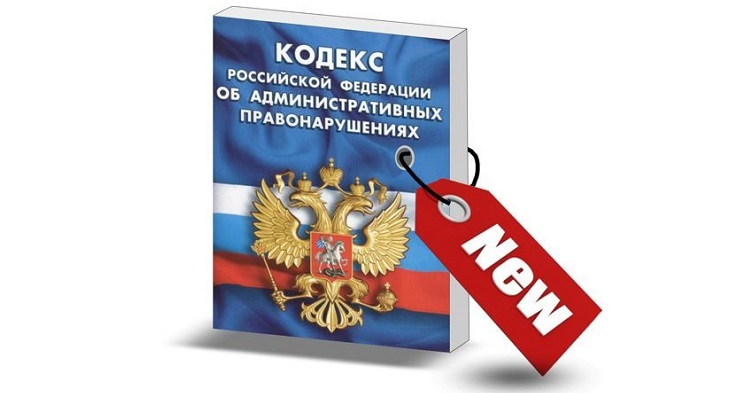 КОДЕКС
РОССИЙСКОЙ ФЕДЕРАЦИИ
ОБ АДМИНИСТРАТИВНЫХ
ПРАВОНАРУШЕНИЯХ
New